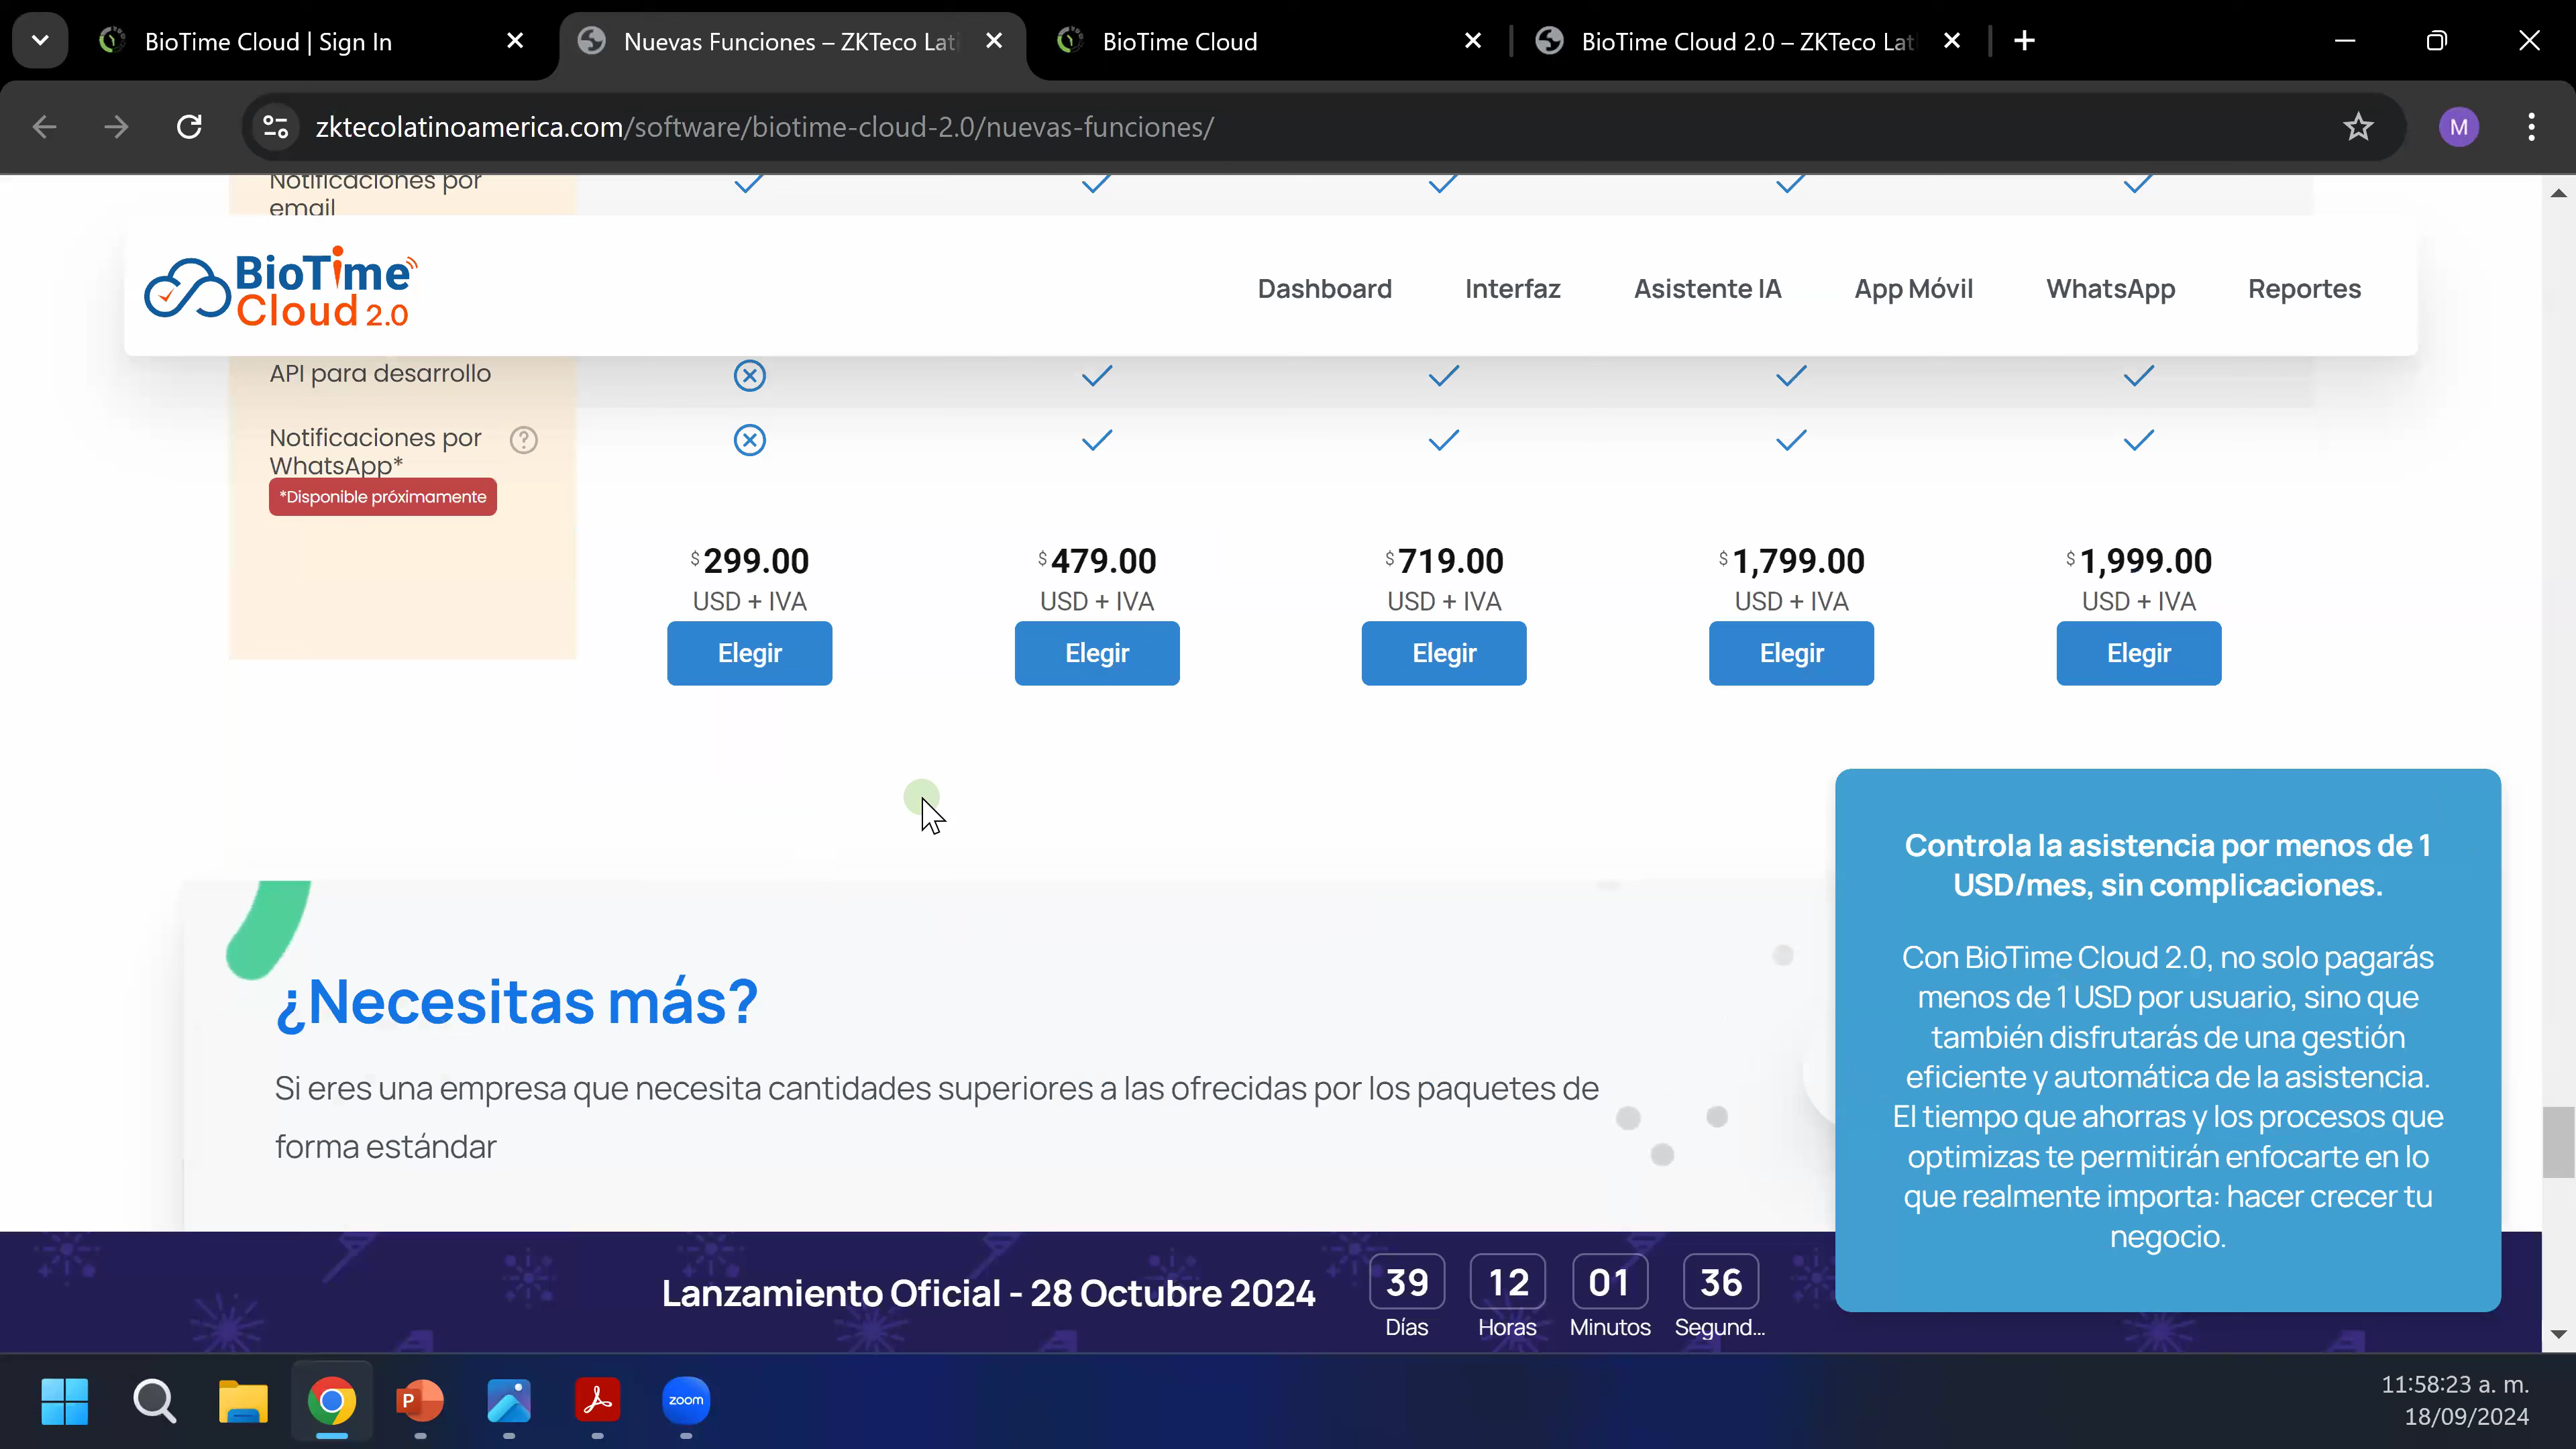 BioTime Cloud | Sign In
Nuevas Funciones – ZKTeco Lati
BioTime Cloud
BioTime Cloud 2.0 – ZKTeco Lat
zktecolatinoamerica.com/software/biotime-cloud-2.0/nuevas-funciones/
M
Notificaciones por
email
BioTime
Cloud 2.0
Dashboard
Interfaz
Asistente IA
App Móvil
WhatsApp
Reportes
API para desarrollo
Notificaciones por
WhatsApp*
?
*Disponible próximamente
$299.00
USD + IVA
Elegir
$479.00
USD + IVA
Elegir
$719.00
USD + IVA
Elegir
$1,799.00
USD + IVA
Elegir
$1,999.00
USD + IVA
Elegir
¿Necesitas más?
Si eres una empresa que necesita cantidades superiores a las ofrecidas por los paquetes de
forma estándar
Controla la asistencia por menos de 1
USD/mes, sin complicaciones.
Con BioTime Cloud 2.0, no solo pagarás
menos de 1 USD por usuario, sino que
también disfrutarás de una gestión
eficiente y automática de la asistencia.
El tiempo que ahorras y los procesos que
optimizas te permitirán enfocarte en lo
que realmente importa: hacer crecer tu
negocio.
Lanzamiento Oficial - 28 Octubre 2024
39
Días
12
Horas
01
Minutos
36
Segund...
P
zoom
11:58:23 a. m.
18/09/2024